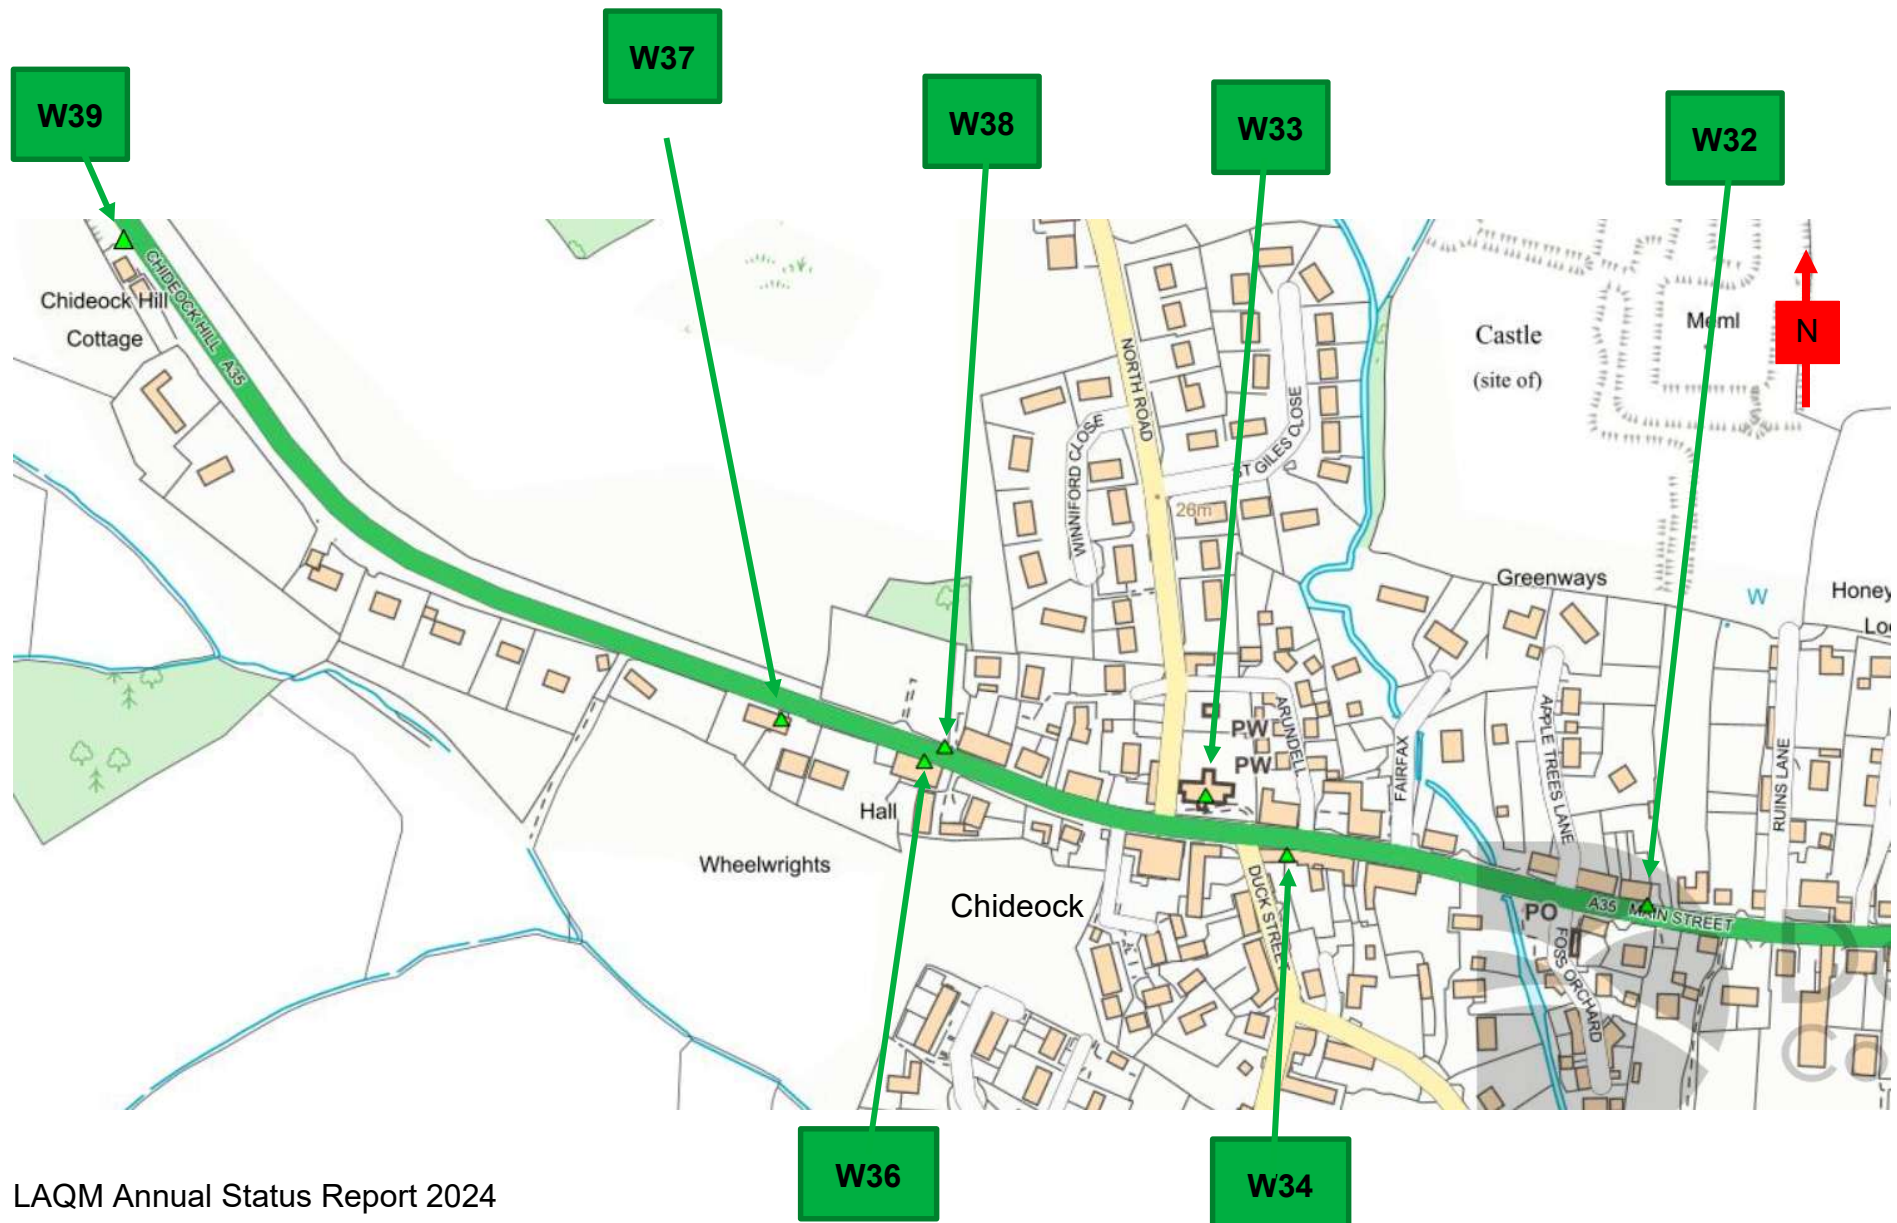 W37
W39
W38
W33
W32
CHIDEOCK HILL A35
Chideock Hill
Cottage
NORTH ROAD
WINNIFORD CLOSE
ST GILES CLOSE
26m
Castle
(site of)
Meml
N
Greenways
W
Honey
PW
PW
ARUNDELL
FAIRFAX
APPLE TREES LANE
RUINS LANE
Hall
Wheelwrights
Chideock
DUCK STREET
PO
A35 MAIN STREET
FOSS ORCHARD
W36
W34
LAQM Annual Status Report 2024